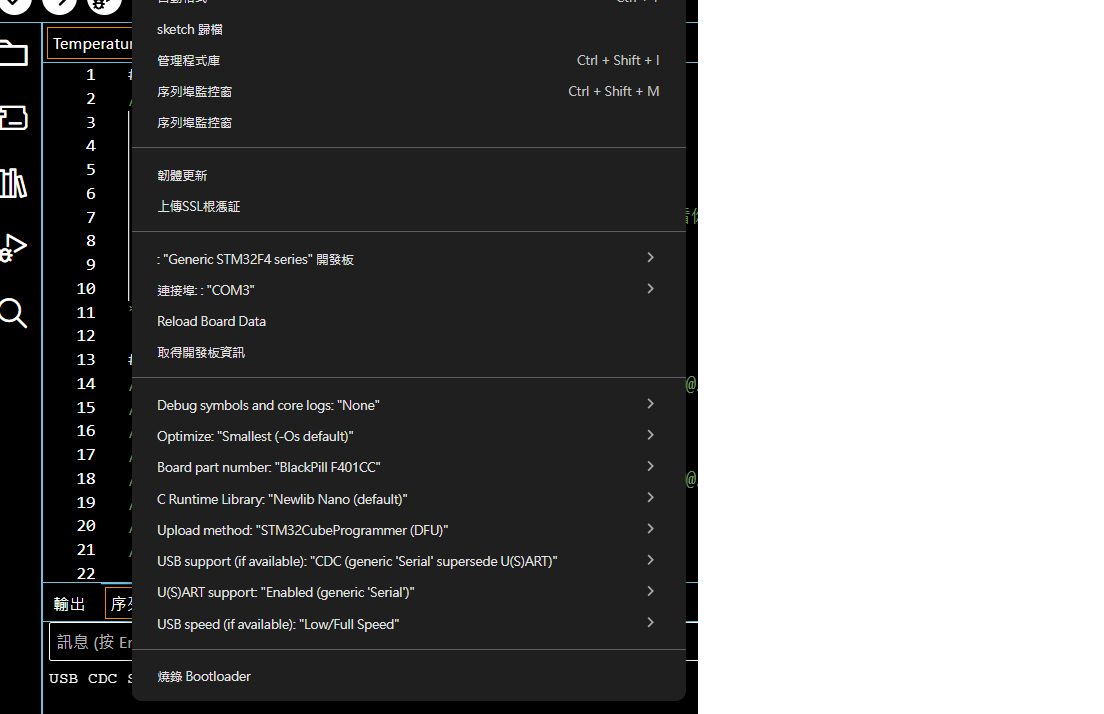 sketch 歸檔
Temperatur
管理程式庫 Ctrl + Shift + I
序列埠監控窗 Ctrl + Shift + M
序列埠監控窗
韌體更新
上傳SSL根憑証
: "Generic STM32F4 series" 開發板
連接埠: : "COM3"
Reload Board Data
取得開發板資訊
Debug symbols and core logs: "None"
Optimize: "Smallest (-Os default)"
Board part number: "BlackPill F401CC"
C Runtime Library: "Newlib Nano (default)"
Upload method: "STM32CubeProgrammer (DFU)"
USB support (if available): "CDC (generic 'Serial' supersede U(S)ART)"
U(S)ART support: "Enabled (generic 'Serial')"
USB speed (if available): "Low/Full Speed"
燒錄 Bootloader
1
2
3
4
5
6
7
8
9
10
11
12
13
14
15
16
17
18
19
20
21
22
輸出 序列
訊息 (按 En
USB CDC S